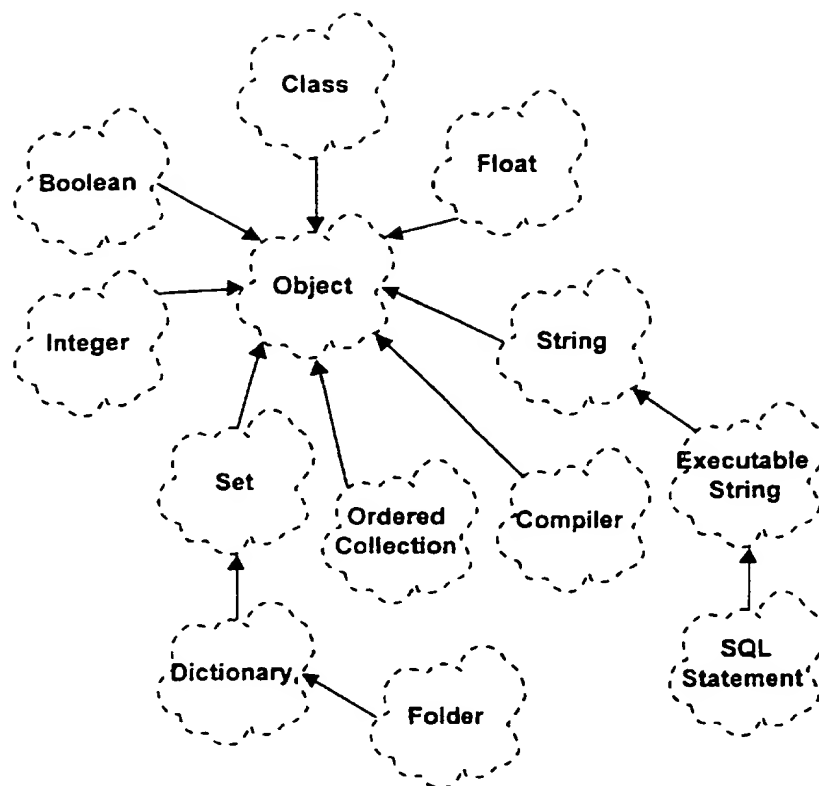 Class
Float
Boolean
Object
Integer
String
Executable
String
Set
Ordered
Collection
Compiler
SQL
Statement
Dictionary
Folder